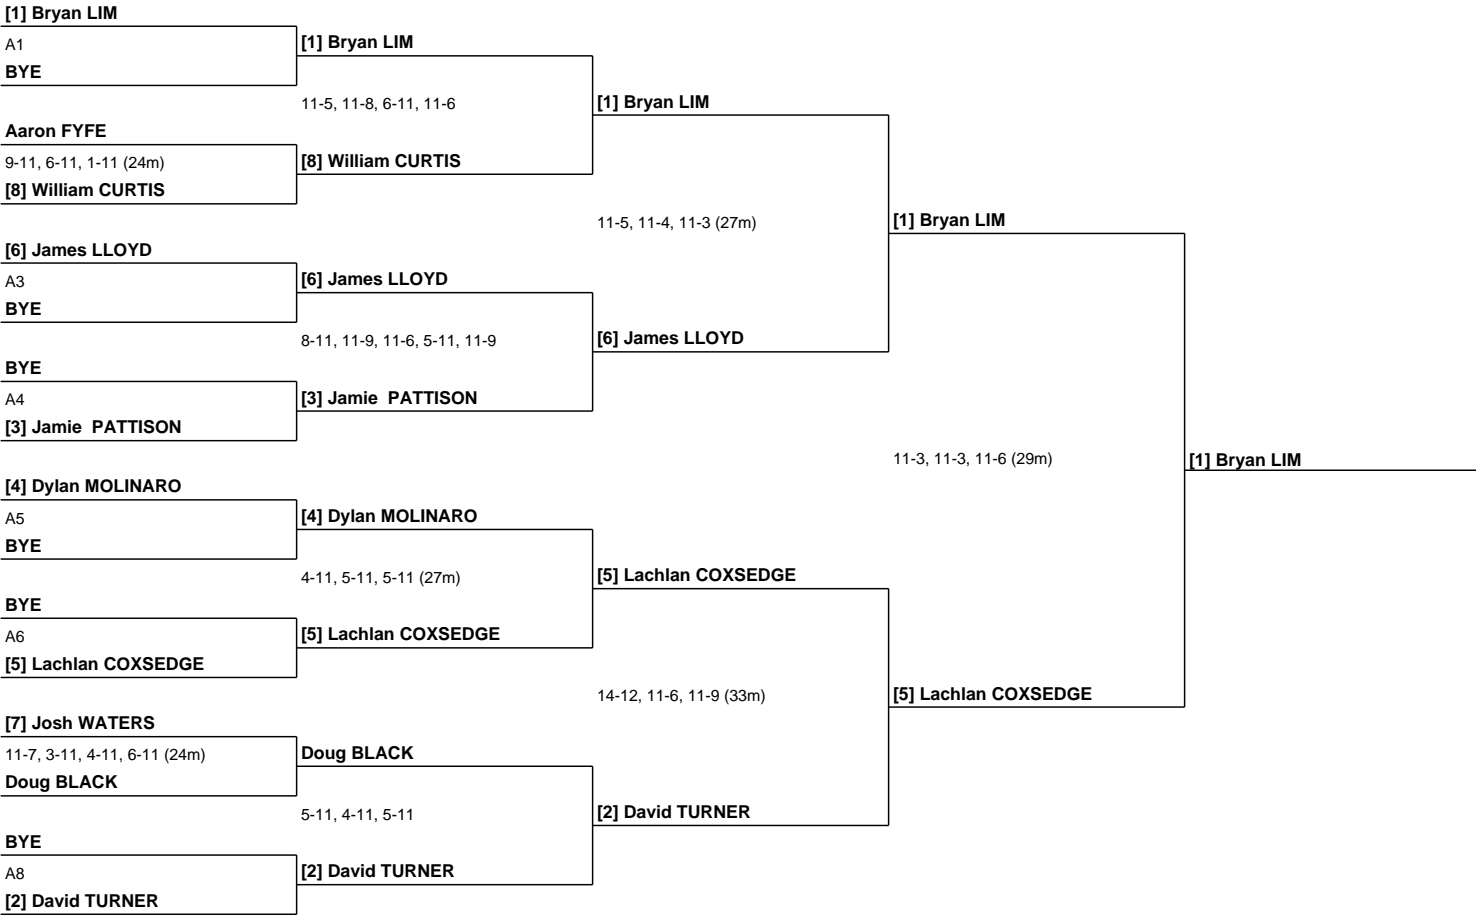 [1] Bryan LIM
A1
BYE
Aaron FYFE
9-11, 6-11, 1-11 (24m)
[8] William CURTIS
[6] James LLOYD
A3
BYE
BYE
A4
[3] Jamie  PATTISON
[4] Dylan MOLINARO
A5
BYE
BYE
A6
[5] Lachlan COXSEDGE
[7] Josh WATERS
11-7, 3-11, 4-11, 6-11 (24m)
Doug BLACK
BYE
A8
[2] David TURNER
[1] Bryan LIM
11-5, 11-8, 6-11, 11-6
[8] William CURTIS
[6] James LLOYD
8-11, 11-9, 11-6, 5-11, 11-9
[3] Jamie  PATTISON
[4] Dylan MOLINARO
4-11, 5-11, 5-11 (27m)
[5] Lachlan COXSEDGE
Doug BLACK
5-11, 4-11, 5-11
[2] David TURNER
[1] Bryan LIM
11-5, 11-4, 11-3 (27m)
[6] James LLOYD
[5] Lachlan COXSEDGE
14-12, 11-6, 11-9 (33m)
[2] David TURNER
[1] Bryan LIM
11-3, 11-3, 11-6 (29m)
[5] Lachlan COXSEDGE
[1] Bryan LIM